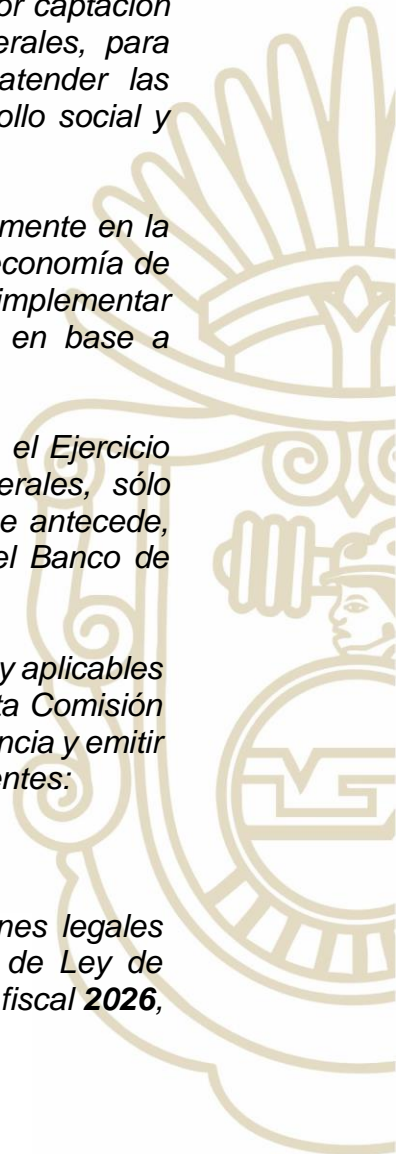 or captación
erales, para
atender las
ollo social y
mente en la
economía de
implementar
en base a
el Ejercicio
erales, sólo
e antecede,
el Banco de
y aplicables
ta Comisión
ncia y emitir
entes:
nes legales
de Ley de
fiscal 2026,